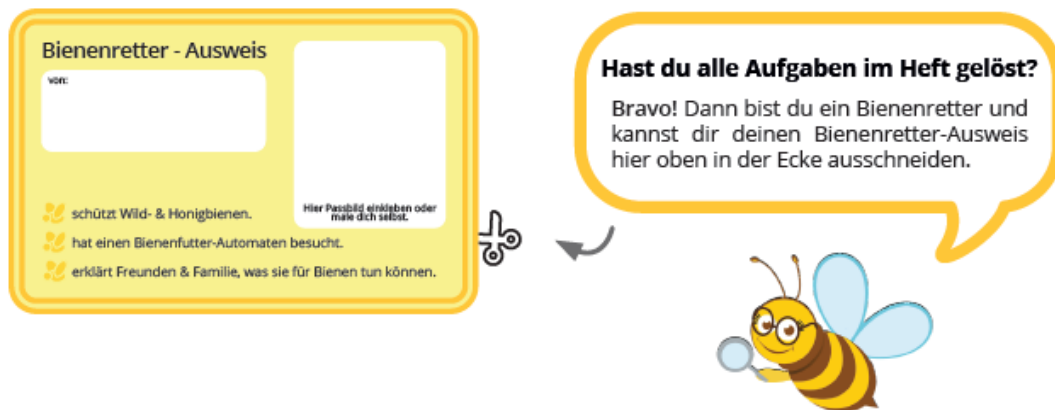 Bienenretter - Ausweis
von:
Hier Passbild einkleben oder
male dich selbst.
schützt Wild- & Honigbienen.
hat einen Bienenfutter-Automaten besucht.
erklärt Freunden & Familie, was sie für Bienen tun können.
Hast du alle Aufgaben im Heft gelöst?
Bravo! Dann bist du ein Bienenretter und
kannst dir deinen Bienenretter-Ausweis
hier oben in der Ecke ausschneiden.